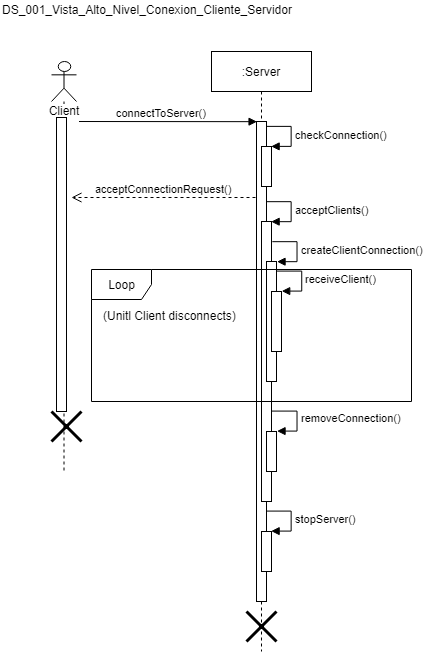 DS_001_Vista_Alto_Nivel_Conexion_Cliente_Servidor
:Server
Client
connectToServer()
checkConnection()
acceptConnectionRequest()
acceptClients()
createClientConnection()
receiveClient()
Loop
(Unitl Client disconnects)
removeConnection()
stopServer()